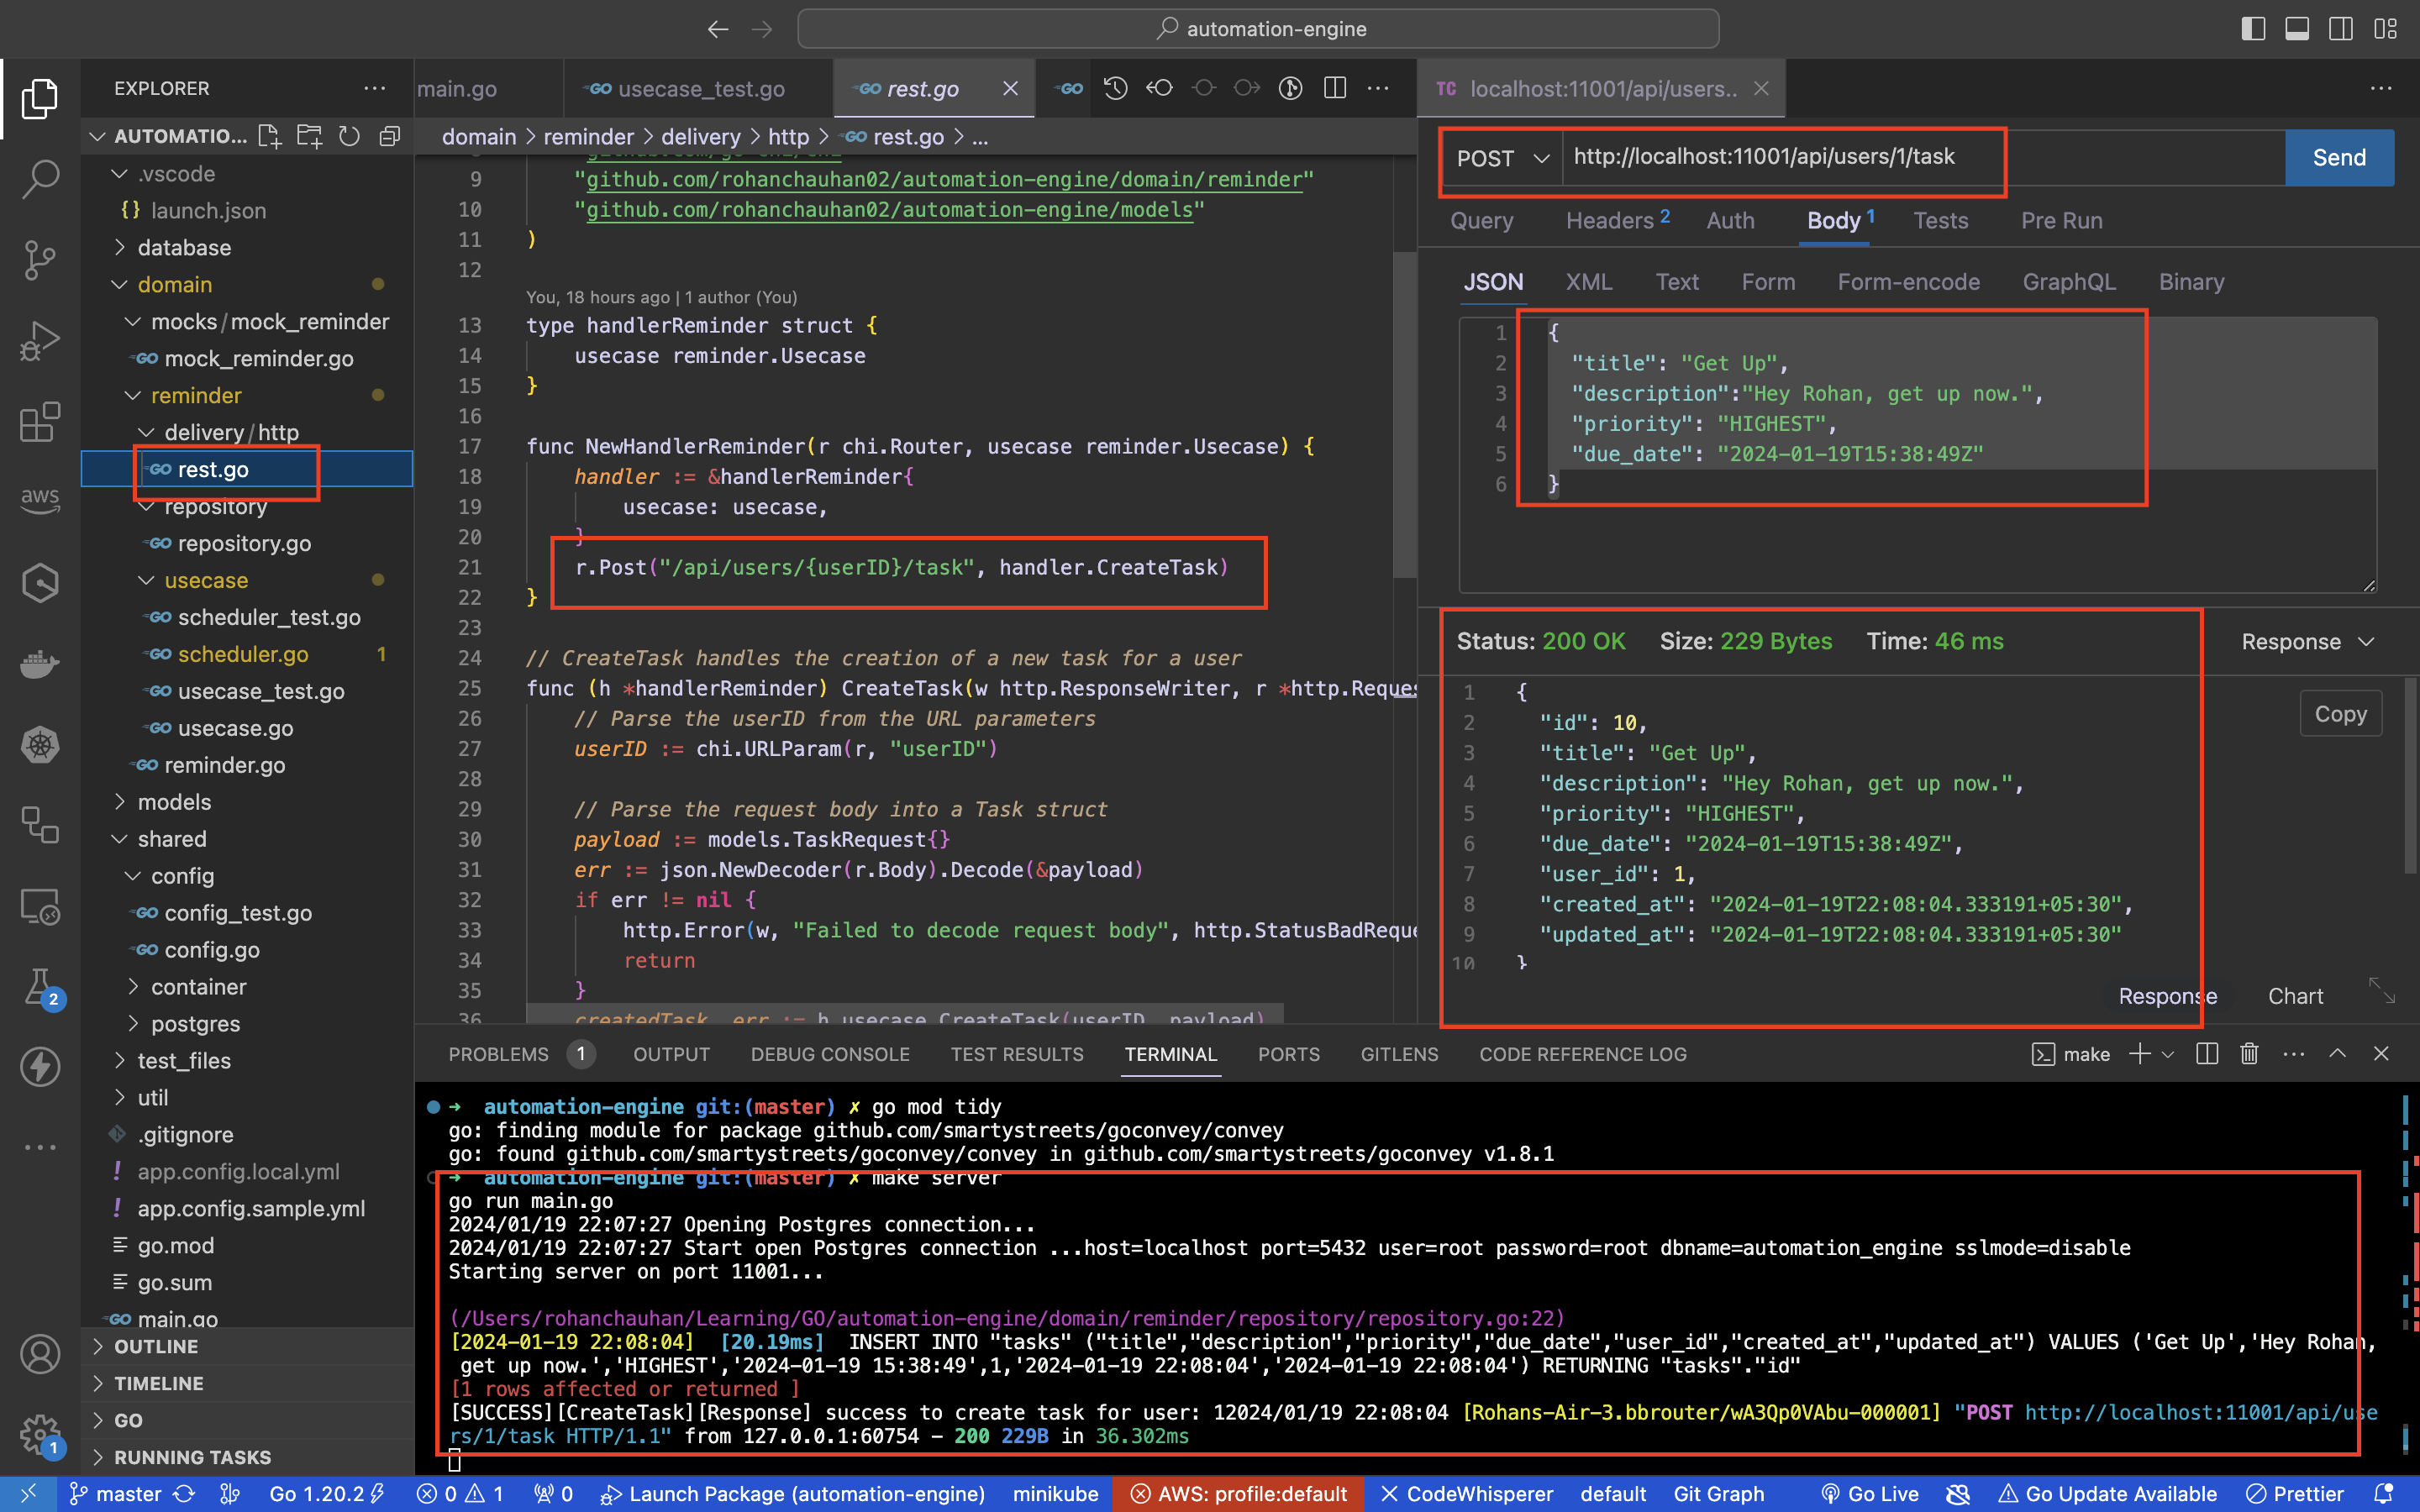 automation-engine
EXPLORER
AUTOMATIO...
.vscode
{} launch.json
database
domain
mocks/mock_reminder
mock_reminder.go
reminder
delivery/http
rest.go
repository
repository.go
usecase
scheduler_test.go
scheduler.go 1
usecase_test.go
usecase.go
reminder.go
models
shared
config
config_test.go
config.go
container
postgres
test_files
util
.gitignore
! app.config.local.yml
! app.config.sample.yml
go.mod
go.sum
main.go
OUTLINE
TIMELINE
GO
RUNNING TASKS
aws
2
1
main.go
usecase_test.go
rest.go
domain > reminder > delivery > http > rest.go > ...
9 "github.com/rohanchauhan02/automation-engine/domain/reminder"
10 "github.com/rohanchauhan02/automation-engine/models"
11 )
12
You, 18 hours ago | 1 author (You)
13 type handlerReminder struct {
14 usecase reminder.Usecase
15 }
16
17 func NewHandlerReminder(r chi.Router, usecase reminder.Usecase) {
18 handler := &handlerReminder{
19 usecase: usecase,
20 }
21 r.Post("/api/users/{userID}/task", handler.CreateTask)
22 }
23
24 // CreateTask handles the creation of a new task for a user
25 func (h *handlerReminder) CreateTask(w http.ResponseWriter, r *http.Reques
26 // Parse the userID from the URL parameters
27 userID := chi.URLParam(r, "userID")
28
29 // Parse the request body into a Task struct
30 payload := models.TaskRequest{}
31 err := json.NewDecoder(r.Body).Decode(&payload)
32 if err != nil {
33 http.Error(w, "Failed to decode request body", http.StatusBadReque
34 return
35 }
36 createdTask, err := h.usecase.CreateTask(userID, payload)
TC localhost:11001/api/users..
POST http://localhost:11001/api/users/1/task Send
Query Headers 2 Auth Body 1 Tests Pre Run
JSON XML Text Form Form-encode GraphQL Binary
1 {
2 "title": "Get Up",
3 "description":"Hey Rohan, get up now.",
4 "priority": "HIGHEST",
5 "due_date": "2024-01-19T15:38:49Z"
6 }
Status: 200 OK Size: 229 Bytes Time: 46 ms Response
Copy
1 {
2 "id": 10,
3 "title": "Get Up",
4 "description": "Hey Rohan, get up now.",
5 "priority": "HIGHEST",
6 "due_date": "2024-01-19T15:38:49Z",
7 "user_id": 1,
8 "created_at": "2024-01-19T22:08:04.333191+05:30",
9 "updated_at": "2024-01-19T22:08:04.333191+05:30"
10 }
Response Chart
PROBLEMS 1 OUTPUT DEBUG CONSOLE TEST RESULTS TERMINAL PORTS GITLENS CODE REFERENCE LOG make
→ automation-engine git:(master) ✗ go mod tidy
go: finding module for package github.com/smartystreets/goconvey/convey
go: found github.com/smartystreets/goconvey/convey in github.com/smartystreets/goconvey v1.8.1
→ automation-engine git:(master) ✗ make server
go run main.go
2024/01/19 22:07:27 Opening Postgres connection...
2024/01/19 22:07:27 Start open Postgres connection ...host=localhost port=5432 user=root password=root dbname=automation_engine sslmode=disable
Starting server on port 11001...
(/Users/rohanchauhan/Learning/GO/automation-engine/domain/reminder/repository/repository.go:22)
[2024-01-19 22:08:04] [20.19ms] INSERT INTO "tasks" ("title","description","priority","due_date","user_id","created_at","updated_at") VALUES ('Get Up','Hey Rohan,
get up now.','HIGHEST','2024-01-19 15:38:49',1,'2024-01-19 22:08:04','2024-01-19 22:08:04') RETURNING "tasks"."id"
[1 rows affected or returned ]
[SUCCESS][CreateTask][Response] success to create task for user: 12024/01/19 22:08:04 [Rohans-Air-3.bbrouter/wA3Qp0VAbu-000001] "POST http://localhost:11001/api/use
rs/1/task HTTP/1.1" from 127.0.0.1:60754 – 200 229B in 36.302ms
master Go 1.20.2 0 1 0 Launch Package (automation-engine) minikube AWS: profile:default CodeWhisperer default Git Graph Go Live Go Update Available Prettier